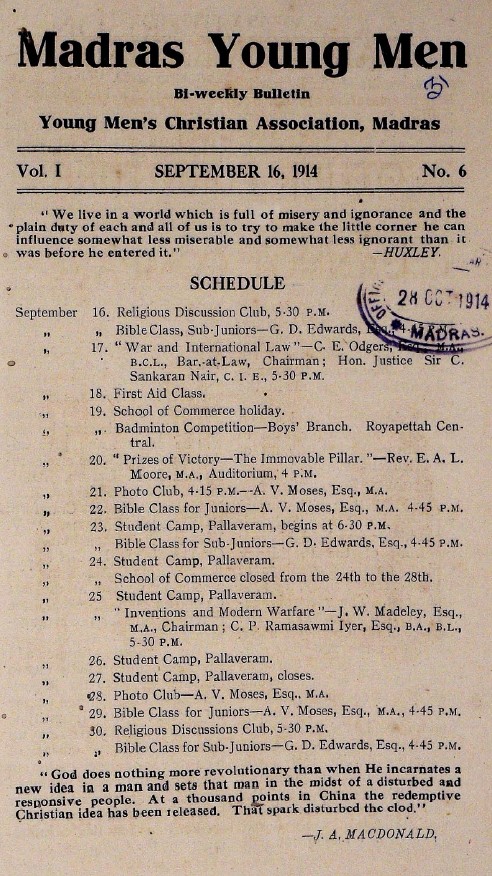 Madras Young Men
Bi-weekly Bulletin
Young Men's Christian Association, Madras
Vol. I SEPTEMBER 16, 1914 No. 6
" We live in a world which is full of misery and ignorance and the
plain duty of each and all of us is to try to make the little corner he can
influence somewhat less miserable and somewhat less ignorant than it
was before he entered it." —HUXLEY.
28 OCT 1914
MADRAS.
SCHEDULE
September 16. Religious Discussion Club, 5-30 P.M.
„ „ Bible Class, Sub-Juniors—G. D. Edwards, Esq., 4-45 P.M.
„ 17. " War and International Law "—C. E. Odgers, Esq., M.A.,
B.C.L., Bar.-at-Law, Chairman ; Hon. Justice Sir C.
Sankaran Nair, C. I. E., 5-30 P.M.
„ 18. First Aid Class.
„ 19. School of Commerce holiday.
„ „ Badminton Competition—Boys' Branch. Royapettah Cen-
tral.
„ 20. " Prizes of Victory—The Immovable Pillar. "—Rev. E. A. L.
Moore, M.A., Auditorium, 4 P.M.
„ 21. Photo Club, 4-15 P.M.—A. V. Moses, Esq., M.A.
„ 22. Bible Class for Juniors—A. V. Moses, Esq., M.A. 4-45 P.M.
„ 23. Student Camp, Pallaveram, begins at 6-30 P.M.
„ „ Bible Class for Sub-Juniors—G. D. Edwards, Esq., 4-45 P.M.
„ 24. Student Camp, Pallaveram.
„ „ School of Commerce closed from the 24th to the 28th.
„ 25 Student Camp, Pallaveram.
„ „ " Inventions and Modern Warfare "—J. W. Madeley, Esq.,
M.A., Chairman ; C. P. Ramasawmi Iyer, Esq., B.A., B.L.,
5-30 P.M.
„ 26. Student Camp, Pallaveram.
„ 27. Student Camp, Pallaveram, closes.
„ 28. Photo Club—A. V. Moses, Esq., M.A.
„ 29. Bible Class for Juniors—A. V. Moses, Esq., M.A., 4-45 P.M.
„ 30. Religious Discussions Club, 5-30 P.M.
„ „ Bible Class for Sub-Juniors—G. D. Edwards, Esq., 4-45 P.M.
" God does nothing more revolutionary than when He incarnates a
new idea in a man and sets that man in the midst of a disturbed and
responsive people. At a thousand points in China the redemptive
Christian idea has been released. That spark disturbed the clod."
—J. A. MACDONALD.